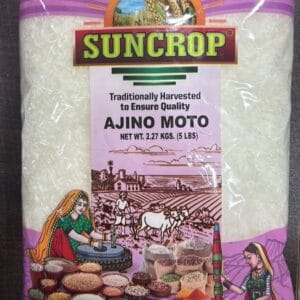 SUNCROP®
Traditionally Harvested
to Ensure Quality
AJINO MOTO
NET WT. 2.27 KGS. (5 LBS)